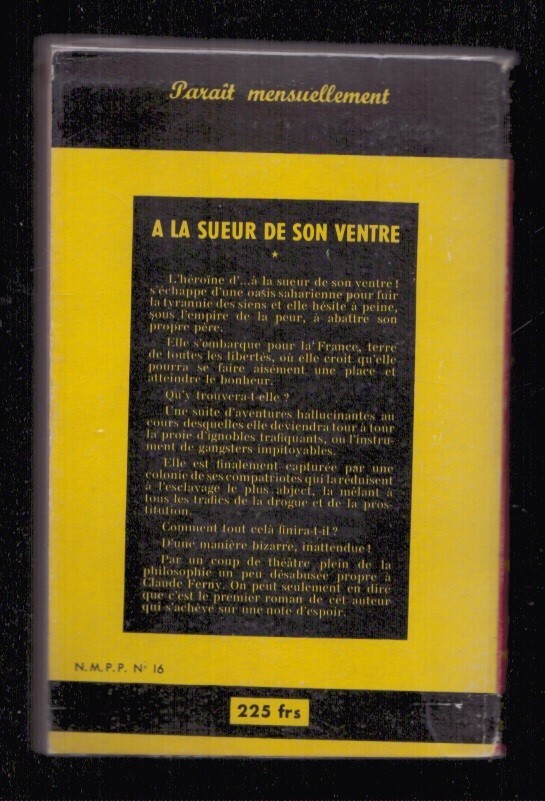 Paraît mensuellement
A LA SUEUR DE SON VENTRE
L'héroïne d'...à la sueur de son ventre !
s'échappe d'une oasis saharienne pour fuir
la tyrannie des siens et elle hésite à peine,
sous l'empire de la peur, à abattre son
propre père.
Elle s'embarque pour la France, terre
de toutes les libertés, où elle croit qu'elle
pourra se faire aisément une place et
atteindre le bonheur.
Qu'y trouvera-t-elle ?
Une suite d'aventures hallucinantes au
cours desquelles elle deviendra tour à tour
la proie d'ignobles trafiquants, ou l'instru-
ment de gangsters impitoyables.
Elle est finalement capturée par une
colonie de ses compatriotes qui la réduisent
à l'esclavage le plus abject, la mêlant à
tous les trafics de la drogue et de la pros-
titution.
Comment tout celà finira-t-il ?
D'une manière bizarre, inattendue !
Par un coup de théâtre plein de la
philosophie un peu désabusée propre à
Claude Ferny. On peut seulement en dire
que c'est le premier roman de cet auteur
qui s'achève sur une note d'espoir.
N.M.P.P. N° 16
225 frs